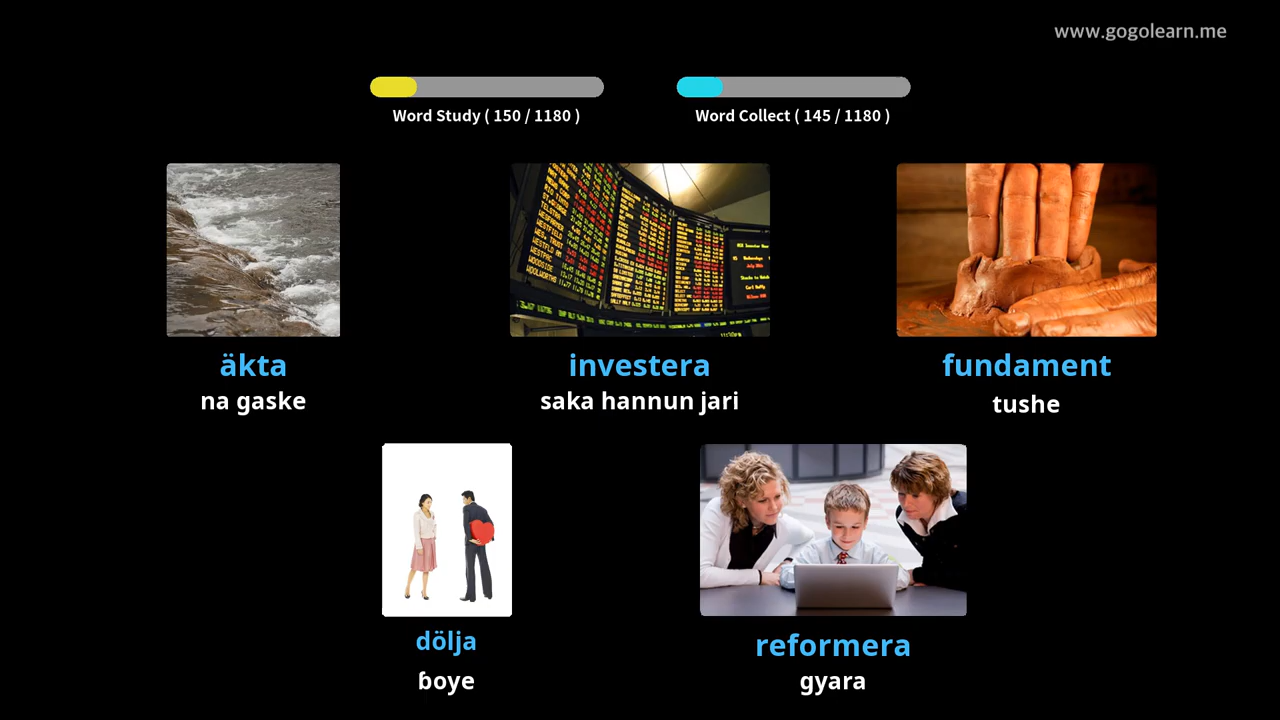 www.gogolearn.me
Word Study ( 150 / 1180 )
Word Collect ( 145 / 1180 )
äkta
na gaske
investera
saka hannun jari
fundament
tushe
dölja
ɓoye
reformera
gyara